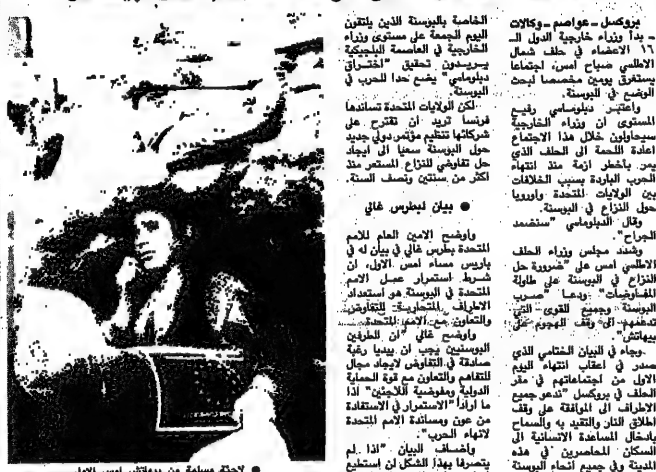 بروكسل ـ عواصم ـ وكالات
ـ بدأ وزراء خارجية الدول الـ
١٦ الاعضاء في حلف شمال
الاطلسي صباح امس، اجتماعا
يستغرق يومين مخصصا لبحث
الوضع في البوسنة.
واعتبر دبلوماسي رفيع
المستوى ان وزراء الخارجية
سيحاولون خلال هذا الاجتماع
اعادة اللحمة الى الحلف الذي
يمر باخطر ازمة منذ انتهاء
الحرب الباردة بسبب الخلافات
بين الولايات المتحدة واوروبا
حول النزاع في البوسنة.
وقال الدبلوماسي "سنضمد
الجراح".
وشدد مجلس وزراء الحلف
الاطلسي امس على "ضرورة حل
النزاع في البوسنة على طاولة
المفاوضات" ودعا "صرب
البوسنة وجميع القوى التي
تدعمهم الى وقف الهجوم على
بيهاتش".
وجاء في البيان الختامي الذي
صدر في اعقاب انتهاء اليوم
الاول من اجتماعاتهم في مقر
الحلف في بروكسل "ندعو جميع
الاطراف الى الموافقة على وقف
اطلاق النار والتقيد به والسماح
بادخال المساعدة الانسانية الى
السكان المحاصرين في هذه
المدينة وفي جميع انحاء البوسنة
الخاصة بالبوسنة الذين يلتقون
اليوم الجمعة على مستوى وزراء
الخارجية في العاصمة البلجيكية
يريدون تحقيق "اختراق
دبلوماسي" يضع حدا للحرب في
البوسنة.
لكن الولايات المتحدة تساندها
فرنسا تريد ان تقترح على
شركائها تنظيم مؤتمر دولي جديد
حول البوسنة سعيا الى ايجاد
حل تفاوضي للنزاع المستمر منذ
اكثر من سنتين ونصف السنة.
● بيان لبطرس غالي
واوضح الامين العام للامم
المتحدة بطرس غالي في بيان له في
باريس مساء امس الاول، ان
شرط استمرار عمل الامم
المتحدة في البوسنة هو استعداد
الاطراف المتحاربة للتفاوض
والتعاون مع الامم المتحدة.
واوضح غالي "ان الطرفين
البوسنيين يجب ان يبديا رغبة
صادقة في التفاوض لايجاد مجال
للتفاهم والتعاون مع قوة الحماية
الدولية ومفوضية اللاجئين" اذا
ما ارادا "الاستمرار في الاستفادة
من عون ومساندة الامم المتحدة
لانهاء الحرب".
واضاف البيان "اذا لم
يتصرفا بهذا الشكل لن استطيع
● لاجئة مسلمة من بيهاتش امس الاول